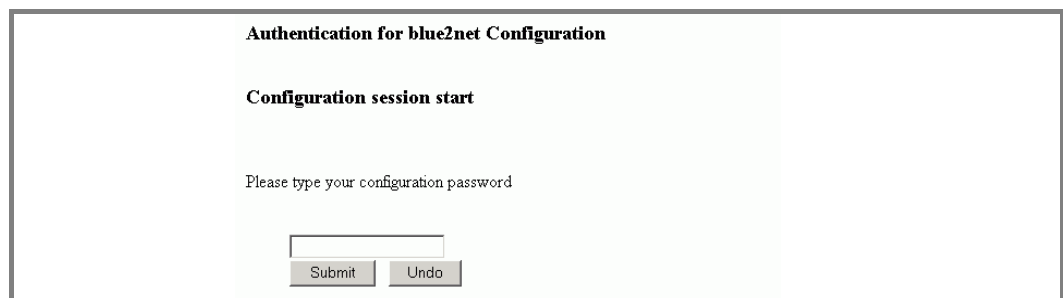 Authentication for blue2net Configuration
Configuration session start
Please type your configuration password
Submit Undo